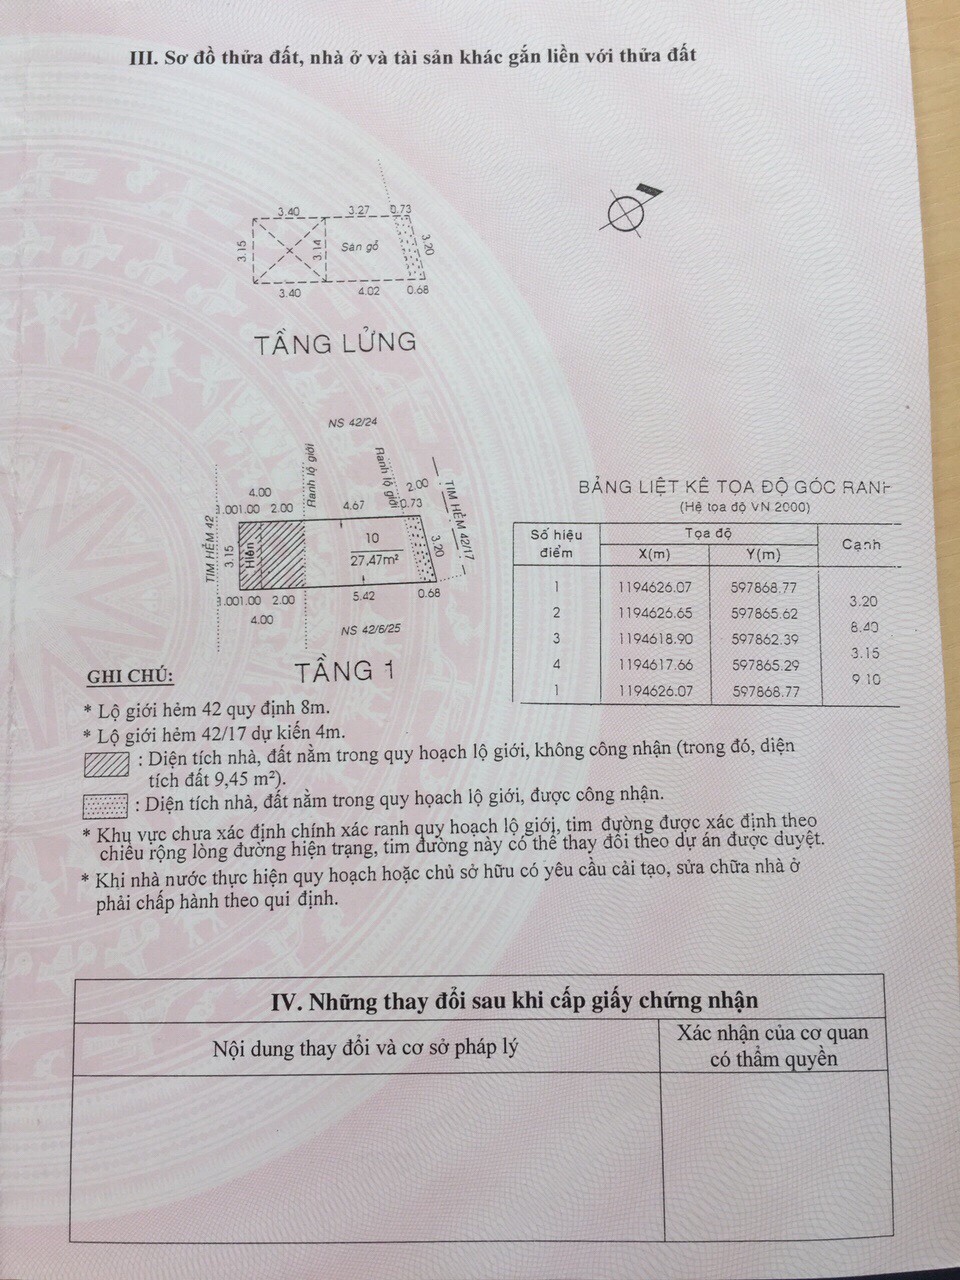 III. Sơ đồ thửa đất, nhà ở và tài sản khác gắn liền với thửa đất
3.40 3.27 0.73
3.15 3.14 Sàn gỗ 3.20
3.40 4.02 0.68
TẦNG LỬNG
NS 42/24
Ranh lộ giới
Ranh lộ giới
TIM HẺM 42
TIM HẺM 42/17
4.00 2.00
1.00 1.00 2.00 4.67 0.73
3.15 Hiên 10 3.20
27,47m²
1.00 1.00 2.00 5.42 0.68
4.00
NS 42/6/25
TẦNG 1
BẢNG LIỆT KÊ TỌA ĐỘ GÓC RANH
(Hệ tọa độ VN 2000)
Số hiệu điểm Tọa độ Cạnh
X(m) Y(m)
1 1194626.07 597868.77
3.20
2 1194626.65 597865.62
8.40
3 1194618.90 597862.39
3.15
4 1194617.66 597865.29
9.10
1 1194626.07 597868.77
GHI CHÚ:
* Lộ giới hẻm 42 quy định 8m.
* Lộ giới hẻm 42/17 dự kiến 4m.
: Diện tích nhà, đất nằm trong quy hoạch lộ giới, không công nhận (trong đó, diện
tích đất 9,45 m²).
: Diện tích nhà, đất nằm trong quy hoạch lộ giới, được công nhận.
* Khu vực chưa xác định chính xác ranh quy hoạch lộ giới, tim đường được xác định theo
chiều rộng lòng đường hiện trạng, tim đường này có thể thay đổi theo dự án được duyệt.
* Khi nhà nước thực hiện quy hoạch hoặc chủ sở hữu có yêu cầu cải tạo, sửa chữa nhà ở
phải chấp hành theo qui định.
IV. Những thay đổi sau khi cấp giấy chứng nhận
Nội dung thay đổi và cơ sở pháp lý
Xác nhận của cơ quan
có thẩm quyền